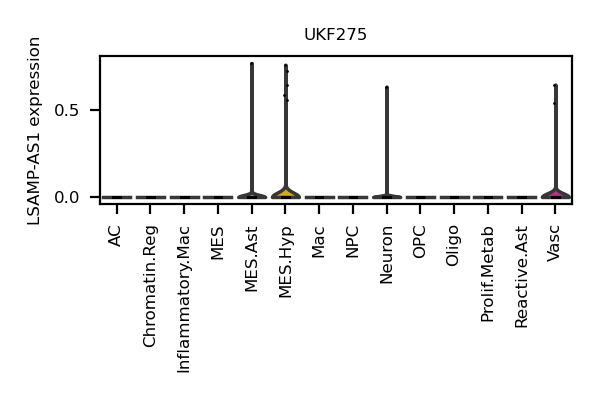 UKF275
LSAMP-AS1 expression
0.5
0.0
AC
Chromatin.Reg
Inflammatory.Mac
MES
MES.Ast
MES.Hyp
Mac
NPC
Neuron
OPC
Oligo
Prolif.Metab
Reactive.Ast
Vasc